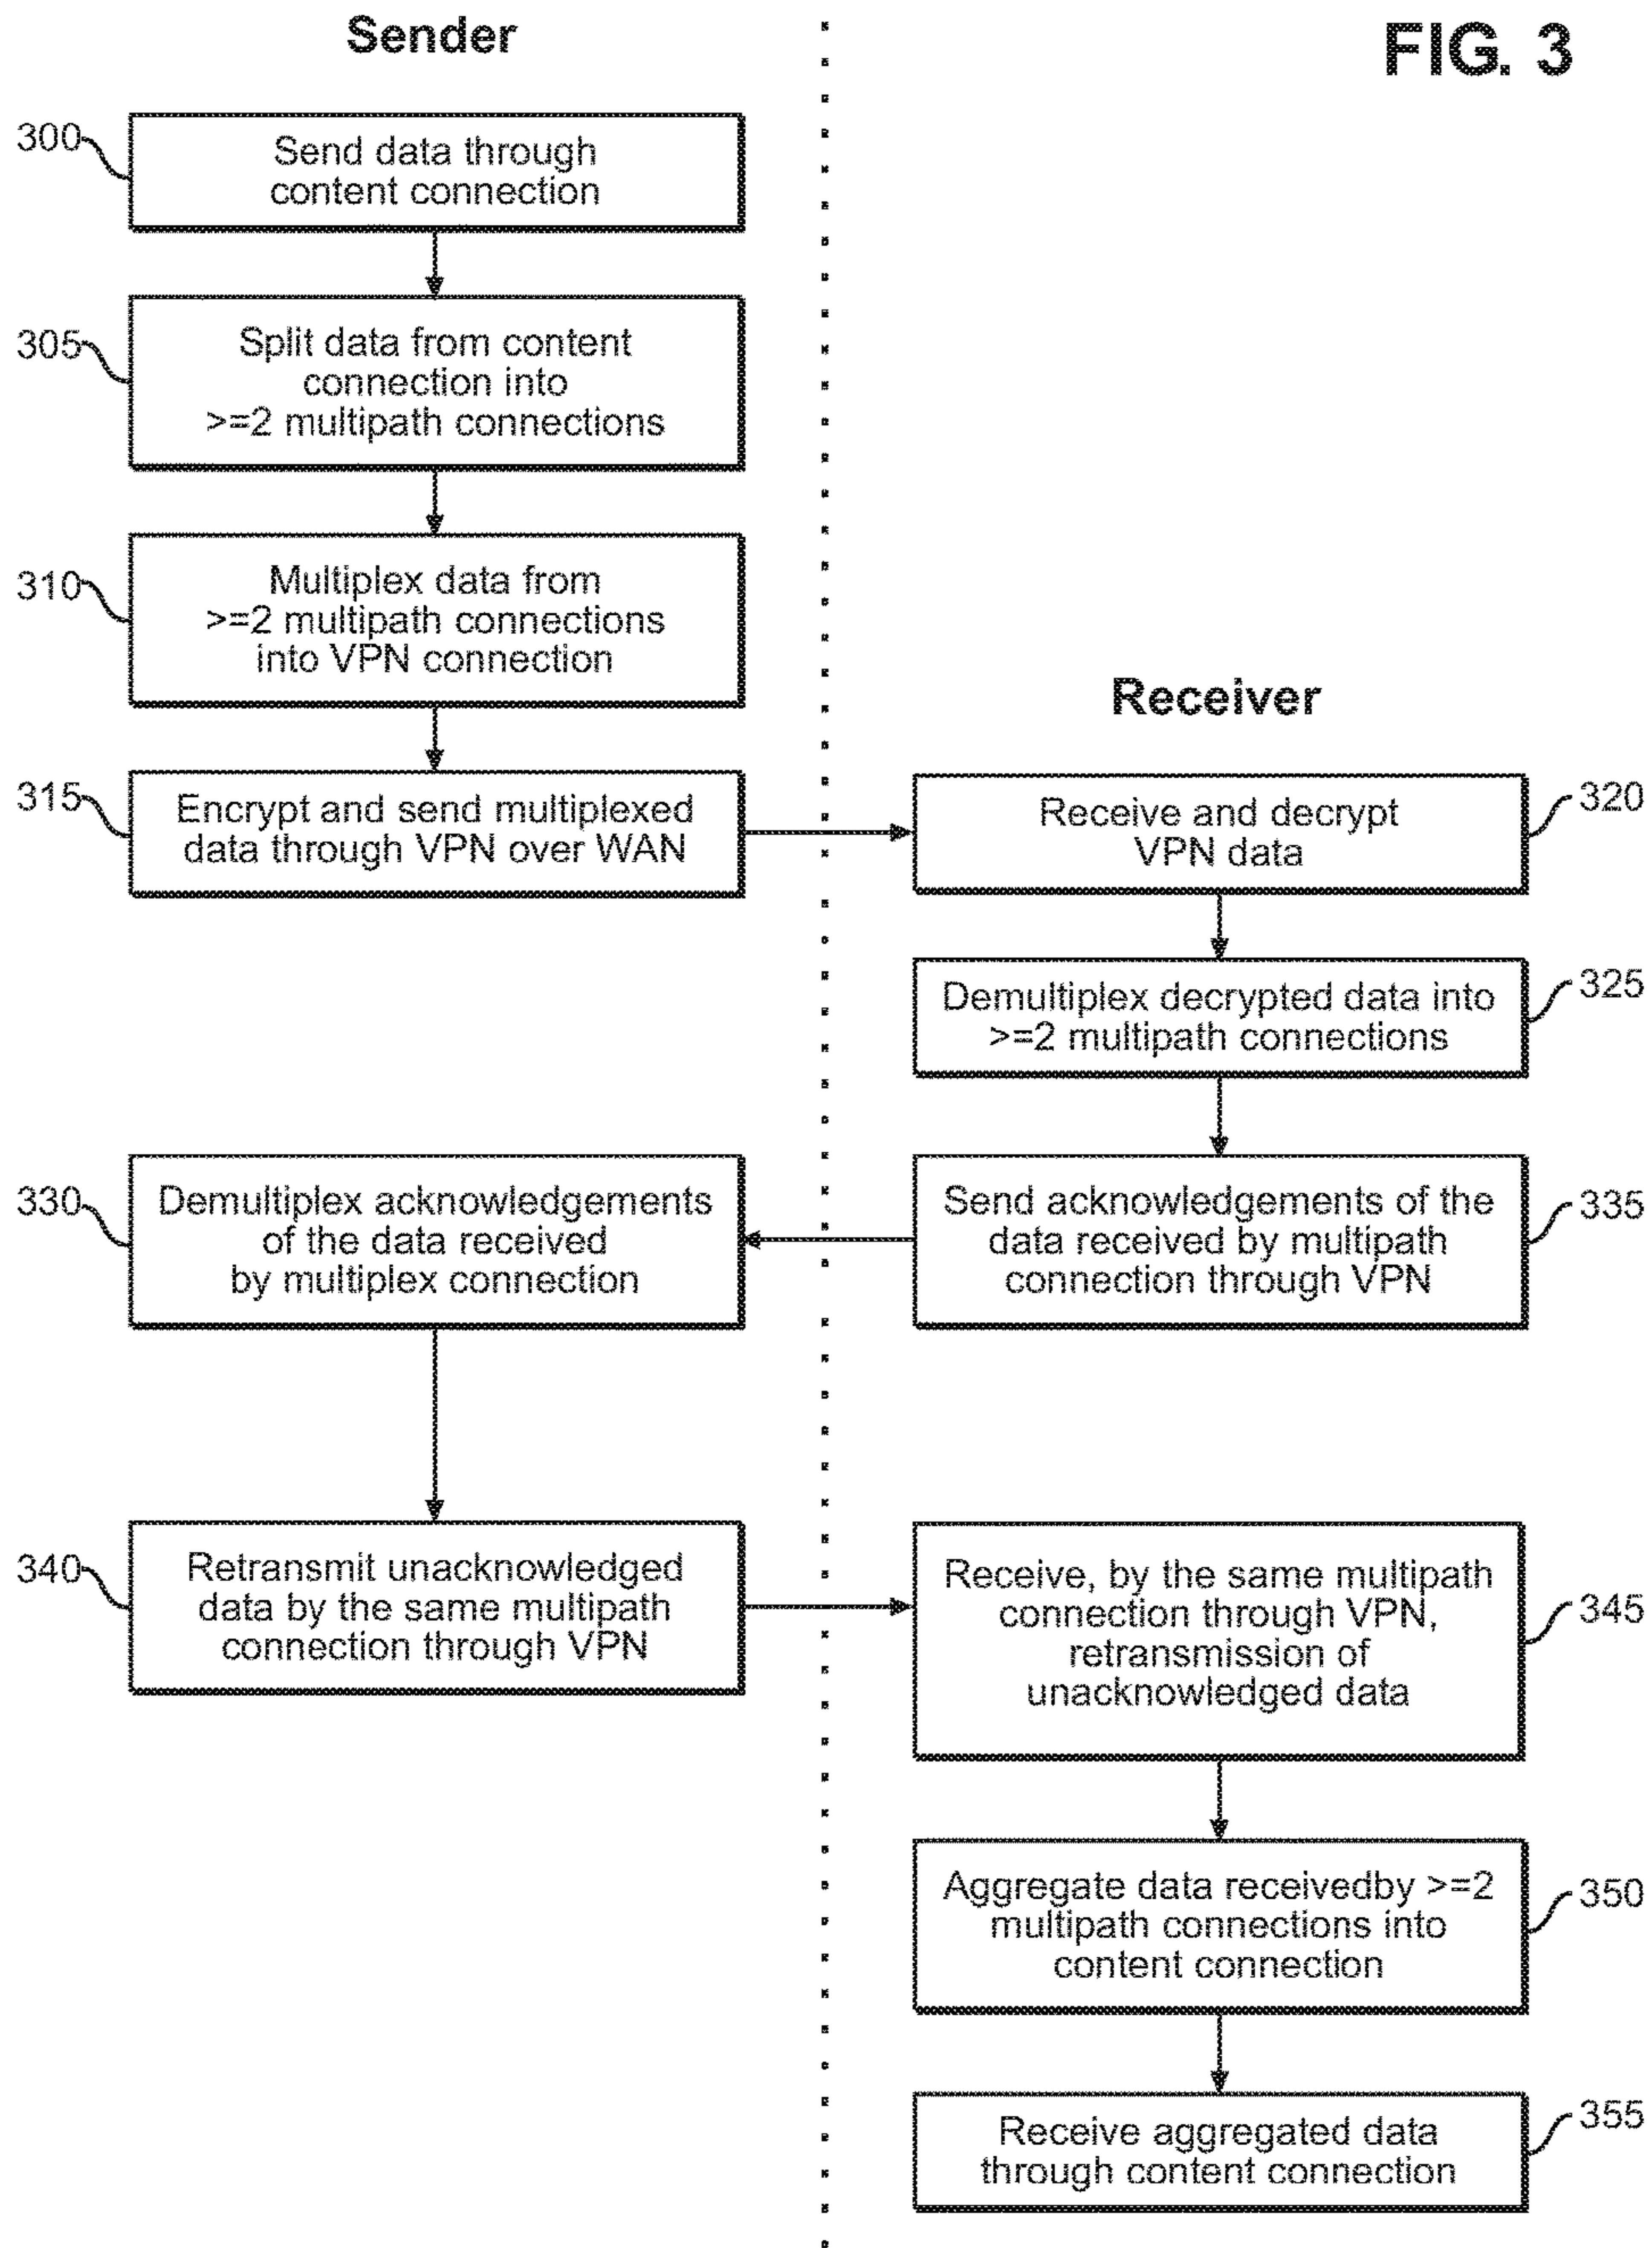 Sender
FIG. 3
300
Send data through
content connection
305
Split data from content
connection into
>=2 multipath connections
310
Multiplex data from
>=2 multipath connections
into VPN connection
Receiver
315
Encrypt and send multiplexed
data through VPN over WAN
320
Receive and decrypt
VPN data
325
Demultiplex decrypted data into
>=2 multipath connections
330
Demultiplex acknowledgements
of the data received
by multiplex connection
335
Send acknowledgements of the
data received by multipath
connection through VPN
340
Retransmit unacknowledged
data by the same multipath
connection through VPN
345
Receive, by the same multipath
connection through VPN,
retransmission of
unacknowledged data
350
Aggregate data receivedby >=2
multipath connections into
content connection
355
Receive aggregated data
through content connection